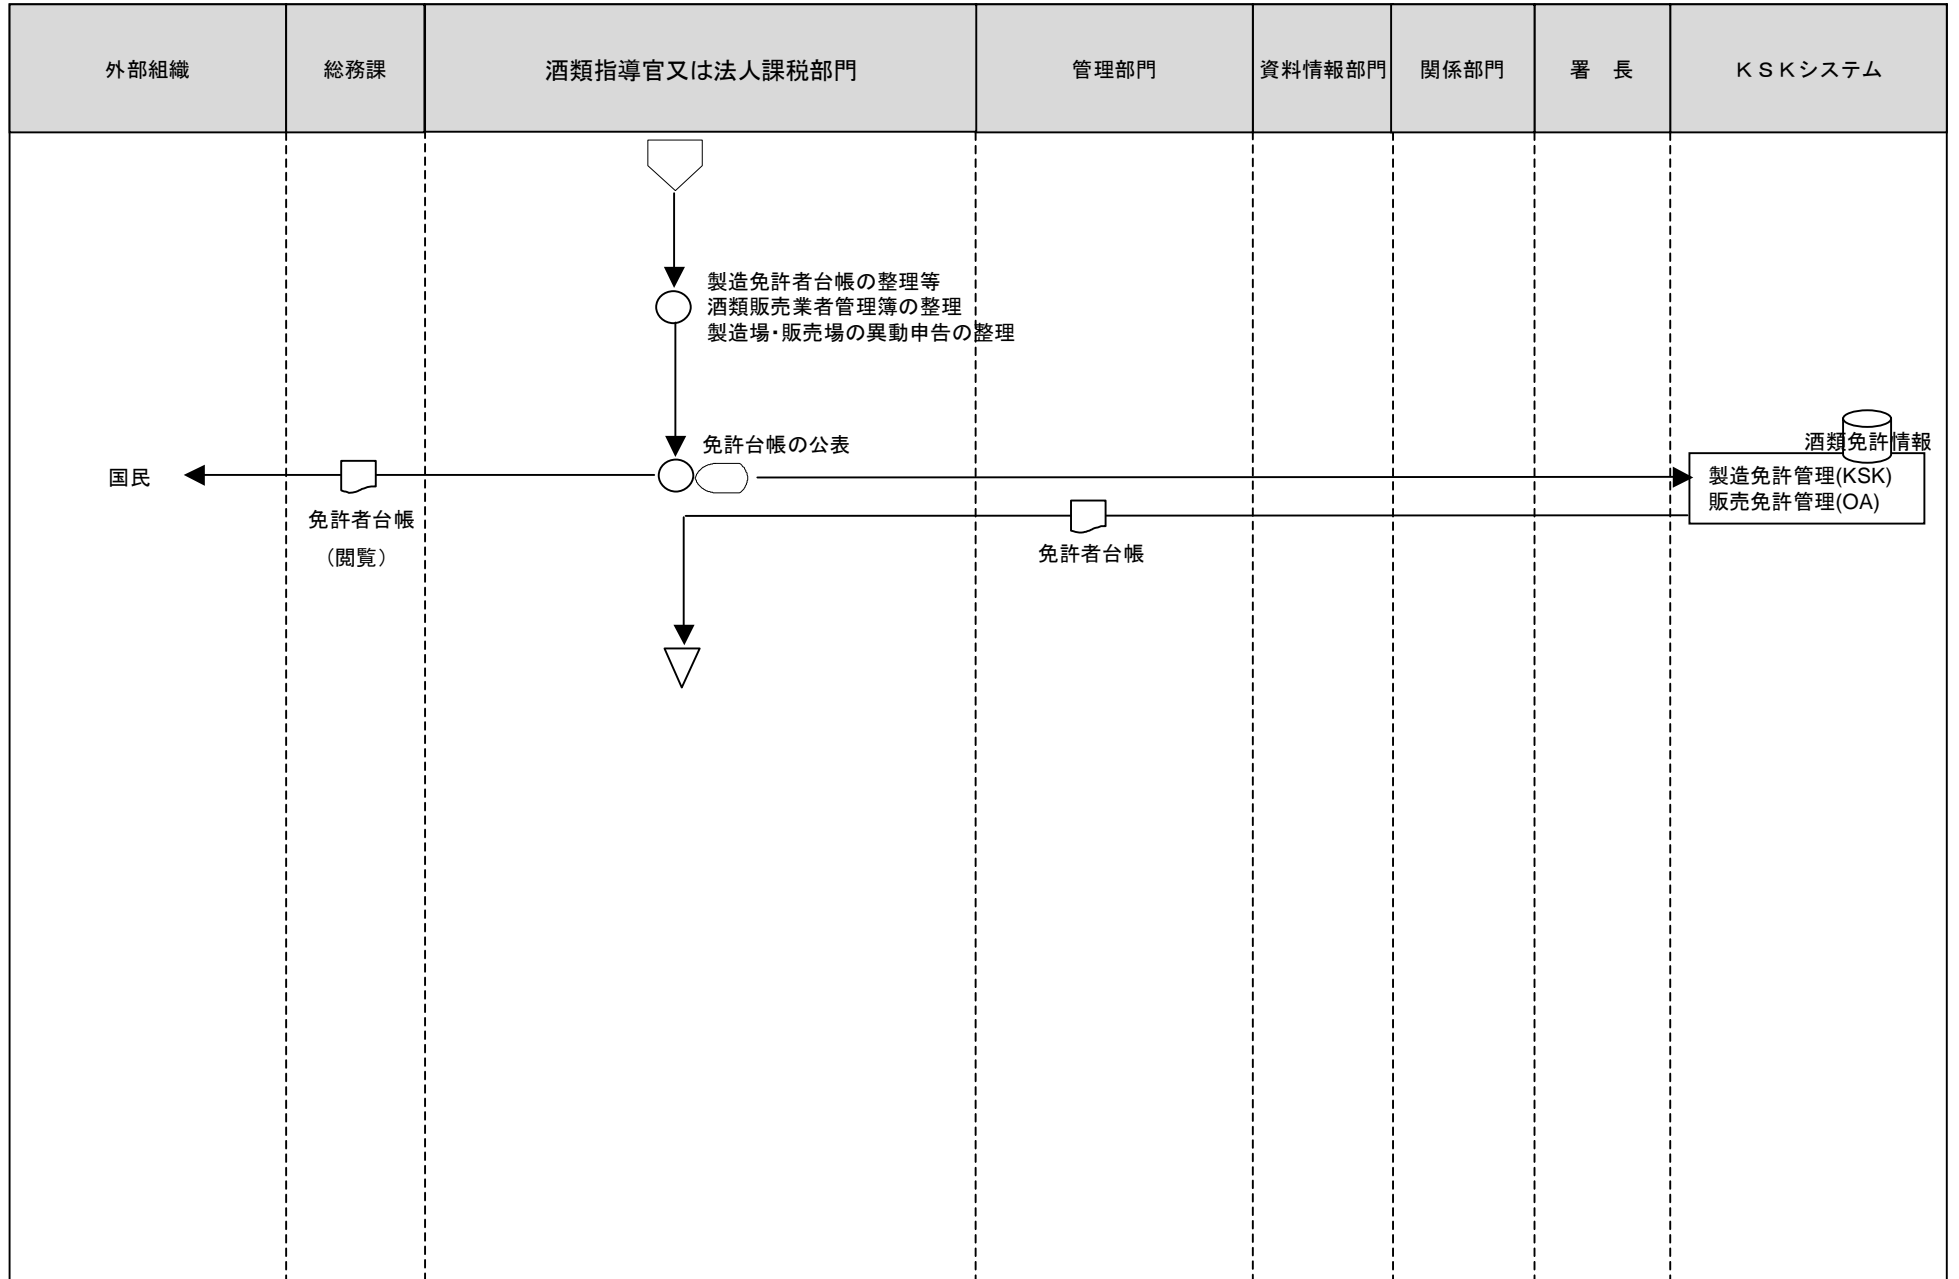 外部組織
総務課
酒類指導官又は法人課税部門
管理部門
資料情報部門
関係部門
署　長
ＫＳＫシステム
製造免許者台帳の整理等
酒類販売業者管理簿の整理
製造場・販売場の異動申告の整理
免許台帳の公表
酒類免許情報
国民
製造免許管理(KSK)
販売免許管理(OA)
免許者台帳
（閲覧）
免許者台帳